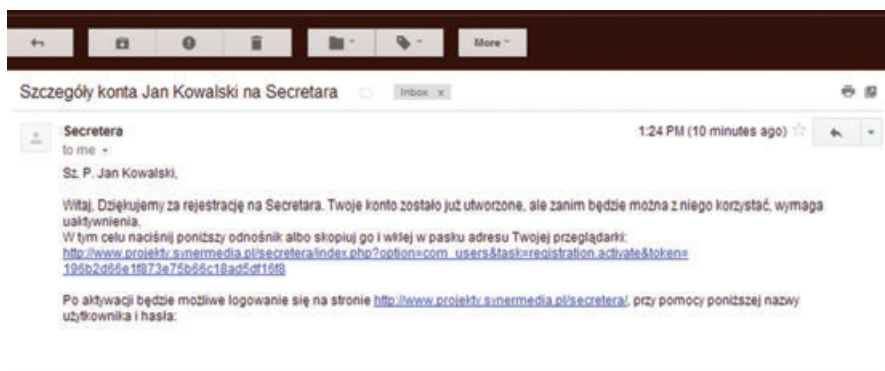 More
Szczegóły konta Jan Kowalski na Secretara Inbox x
Secretera 1:24 PM (10 minutes ago)
to me
Sz. P. Jan Kowalski,
Witaj, Dziękujemy za rejestrację na Secretara. Twoje konto zostało już utworzone, ale zanim będzie można z niego korzystać, wymaga
uaktywnienia.
W tym celu naciśnij poniższy odnośnik albo skopiuj go i wklej w pasku adresu Twojej przeglądarki:
http://www.projekty.synermedia.pl/secretera/index.php?option=com_users&task=registration.activate&token=
196b2d66e1f873e75b66c18ad5df16f8
Po aktywacji będzie możliwe logowanie się na stronie http://www.projekty.synermedia.pl/secretera/, przy pomocy poniższej nazwy
użytkownika i hasła: